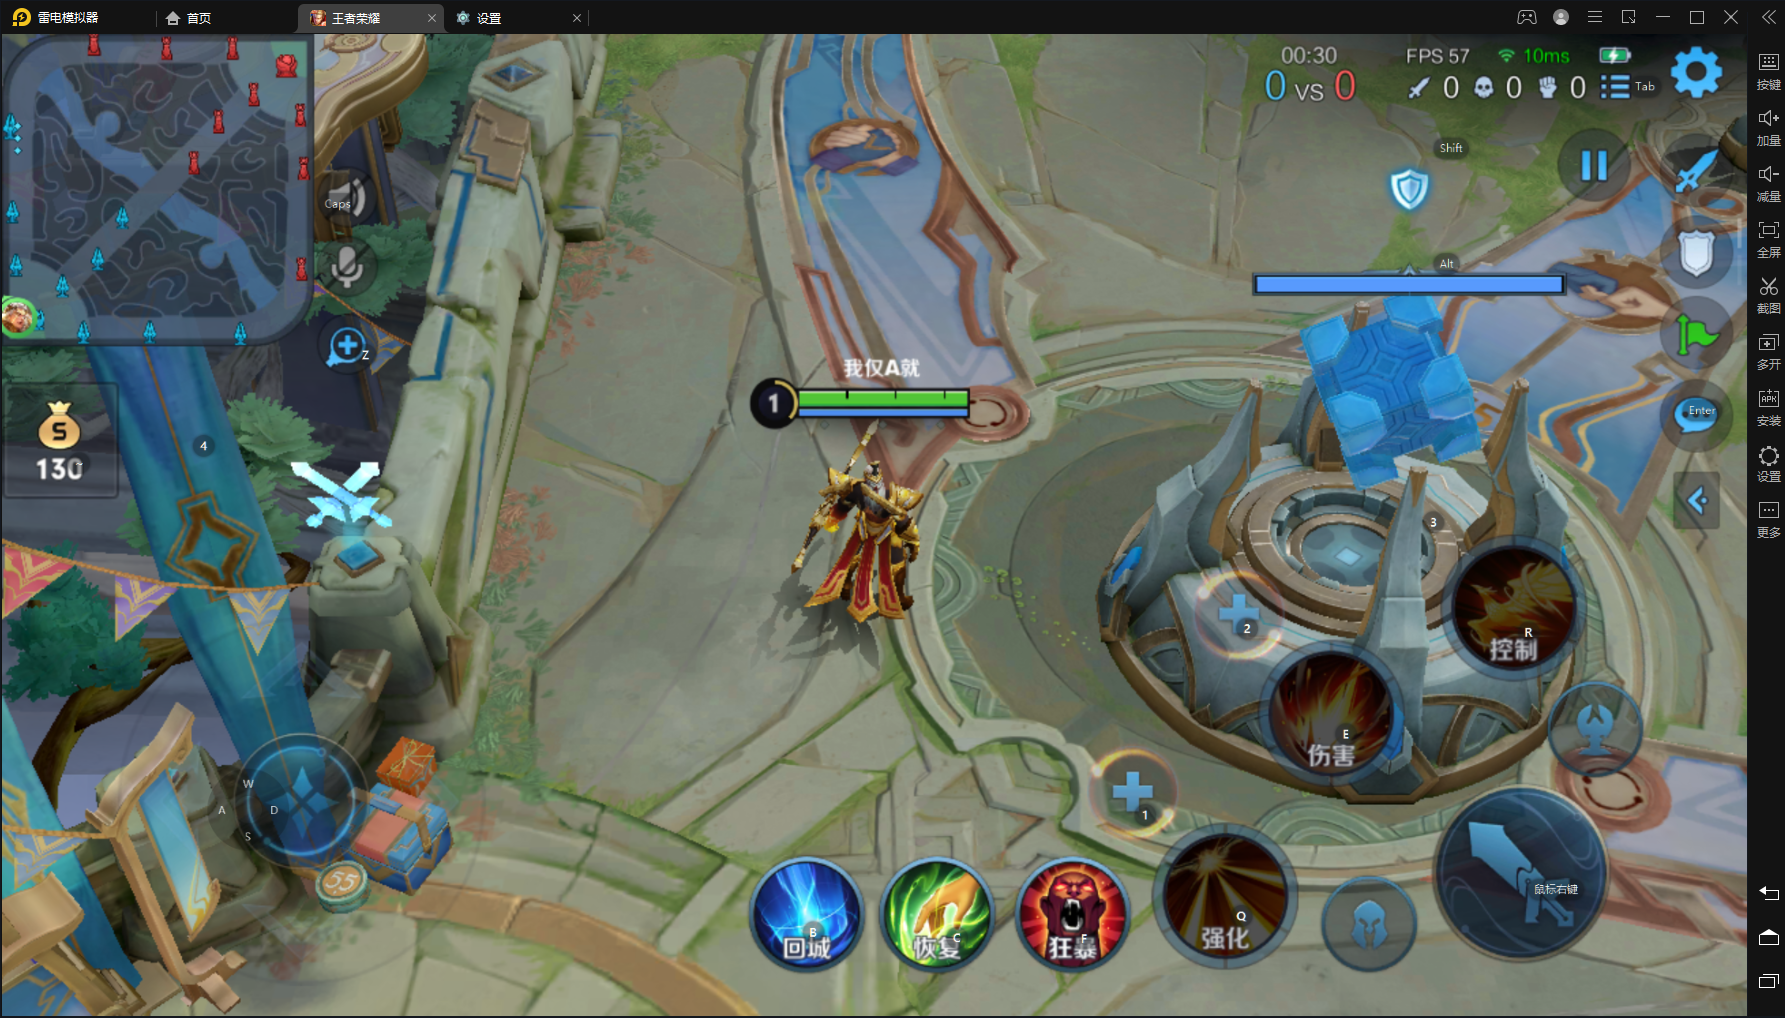 雷电模拟器
首页
王者荣耀
设置
00:30
FPS 57
10ms
0 VS 0
0
0
0
Tab
Shift
Alt
Caps
Z
130
4
我仅A就
1
Enter
3
2
R
控制
E
伤害
1
W
A
D
S
55
B
回城
C
恢复
F
狂暴
Q
强化
鼠标右键
按键
加量
减量
全屏
截图
多开
APK
安装
设置
更多